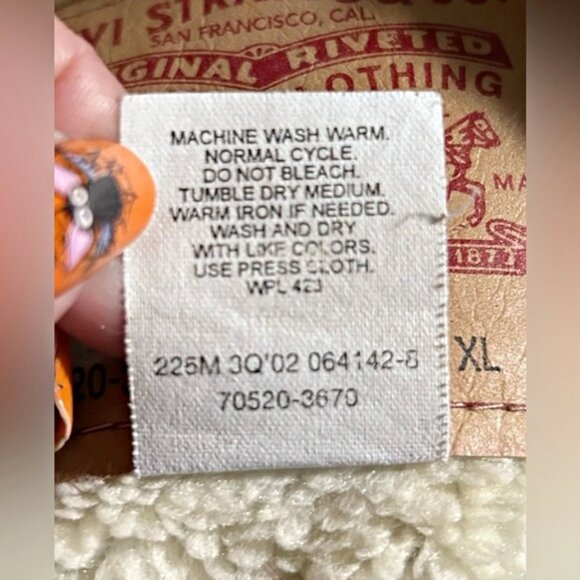 SAN FRANCISCO, CAL.
RIVETED
CLOTHING
MACHINE WASH WARM.
NORMAL CYCLE.
DO NOT BLEACH.
TUMBLE DRY MEDIUM.
WARM IRON IF NEEDED.
WASH AND DRY
WITH LIKE COLORS.
USE PRESS CLOTH.
WPL 423
225M 3Q'02 064142-8
70520-3670
XL